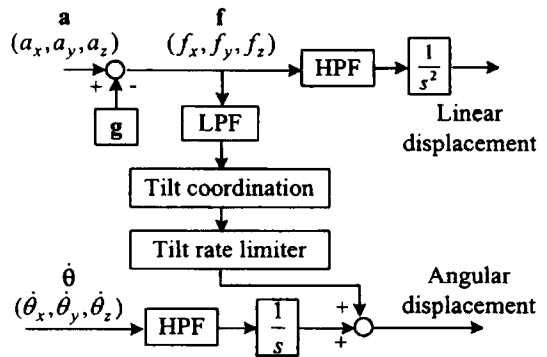 a
(a_x, a_y, a_z)
f
(f_x, f_y, f_z)
+
-
g
HPF
1/s²
Linear
displacement
LPF
Tilt coordination
Tilt rate limiter
θ̇
(θ̇_x, θ̇_y, θ̇_z)
HPF
1/s
+
+
Angular
displacement